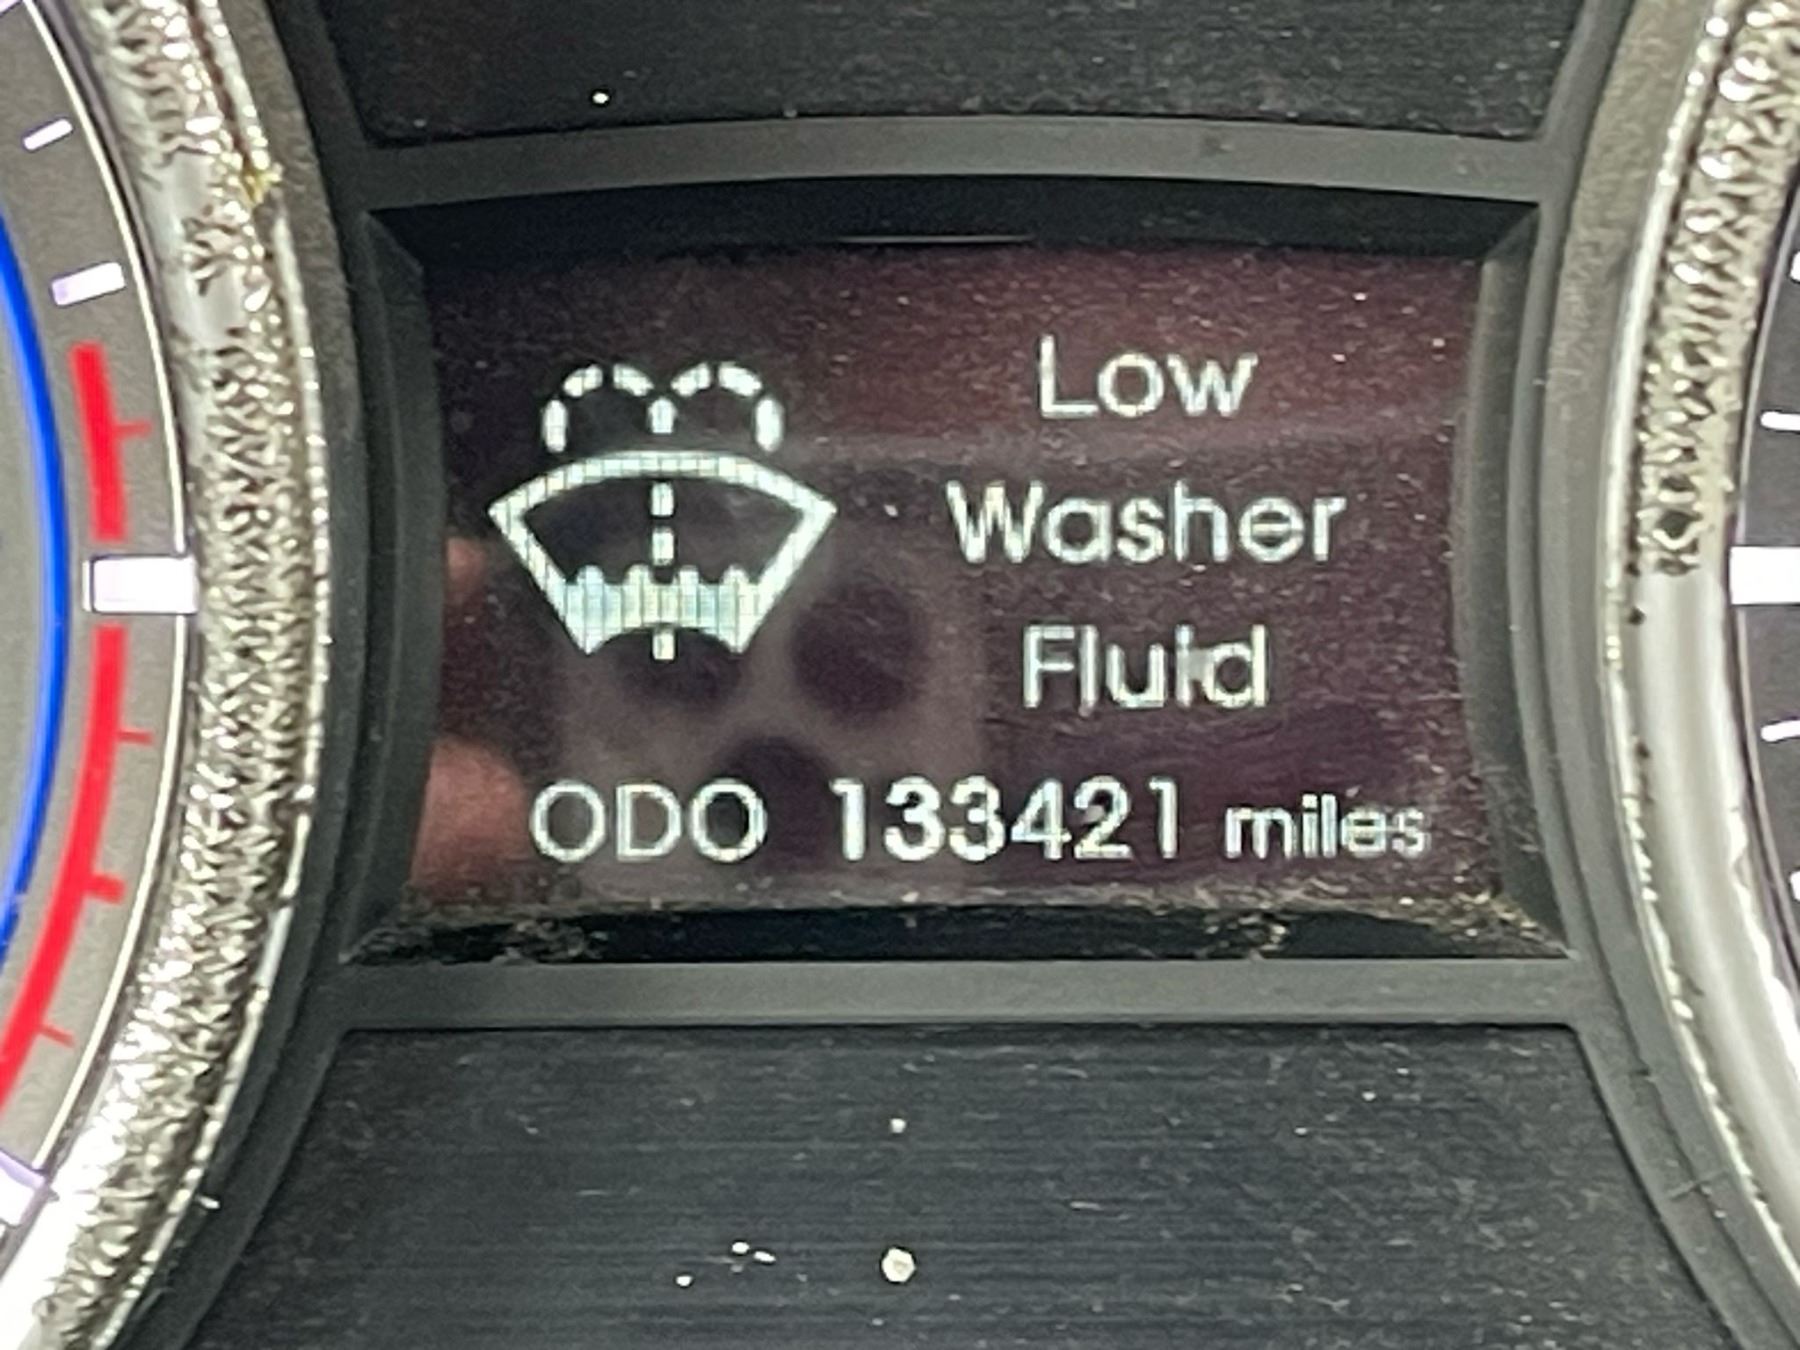 Low
Washer
Fluid
ODO 133421 miles